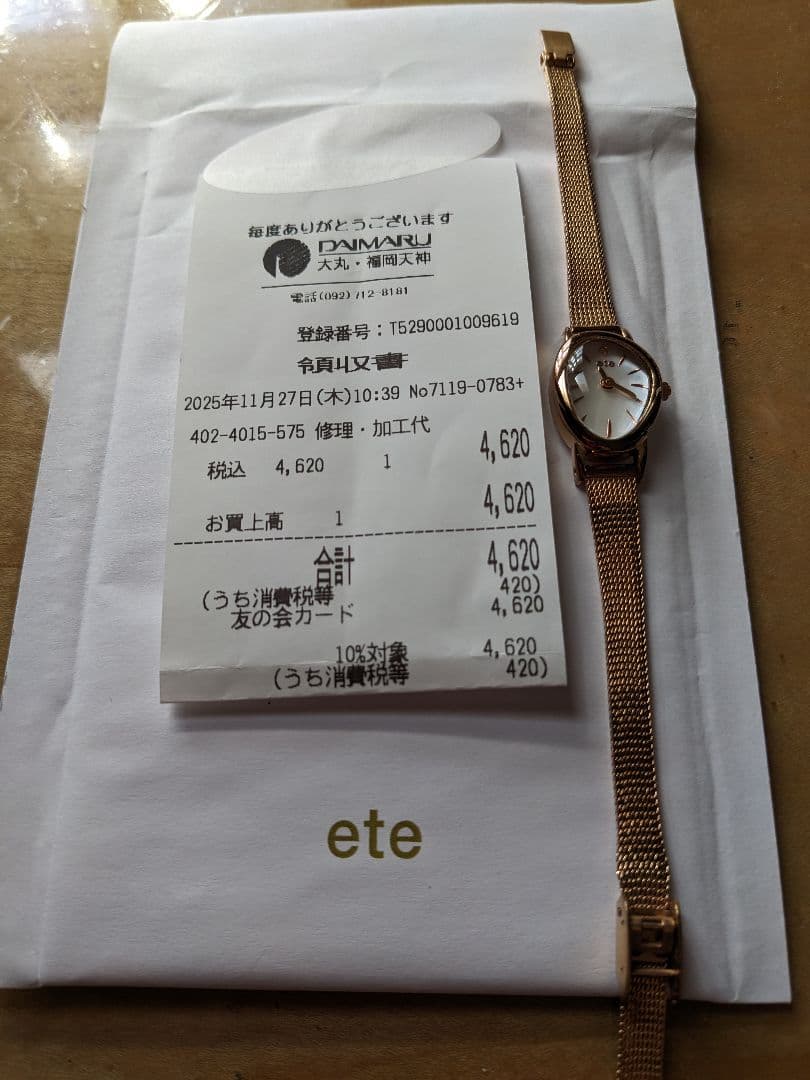 毎度ありがとうございます
DAIMARU
大丸・福岡天神
電話(092)712-8181
登録番号：T5290001009619
領収書
2025年11月27日(木)10:39 No7119-0783+
402-4015-575 修理・加工代
4,620
税込 4,620 1
4,620
お買上高 1
合計 4,620
(うち消費税等 420)
友の会カード 4,620
10%対象 4,620
(うち消費税等 420)
ete
ete